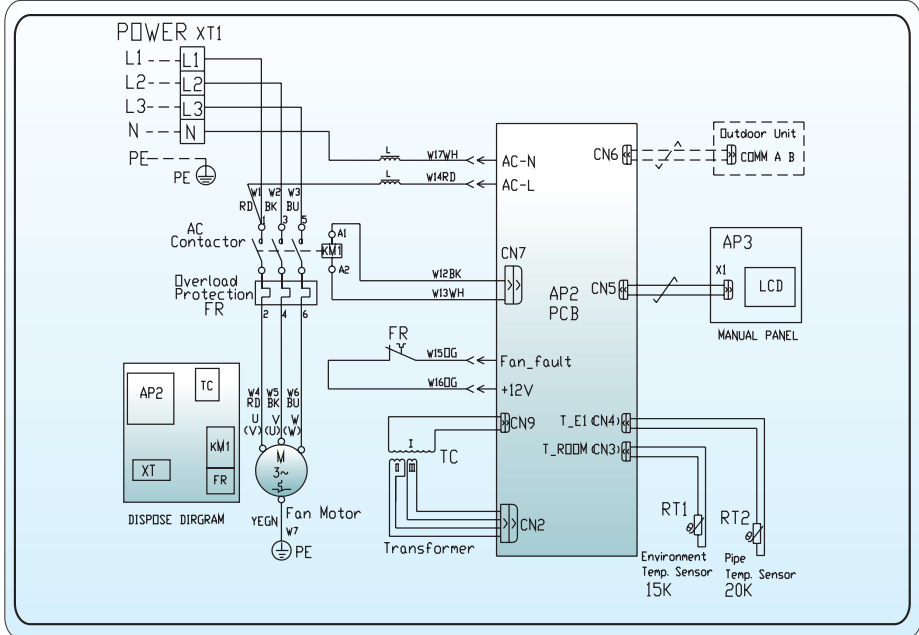 POWER XT1
L1 L1
L2 L2
L3 L3
N N
PE
PE
L W17WH AC-N
L W14RD AC-L
CN6
Outdoor Unit
COMM A B
W1 W2 W3
RD BK BU
1 3 5
AC
Contactor
KM1
A1
A2
CN7
W12BK
W13WH
Overload
Protection
FR
2 4 6
AP2
PCB
CN5
AP3
X1
LCD
MANUAL PANEL
FR
W15OG Fan_fault
W16OG +12V
AP2
TC
KM1
XT
FR
DISPOSE DIRGRAM
W4 W5 W6
RD BK BU
U V W
(V) (U) (W)
M
3~
Fan Motor
YEGN
W7
PE
CN9
I
II III
TC
CN2
Transformer
T_E1 (CN4)
T_ROOM (CN3)
RT1
θ
RT2
θ
Environment
Temp. Sensor
15K
Pipe
Temp. Sensor
20K